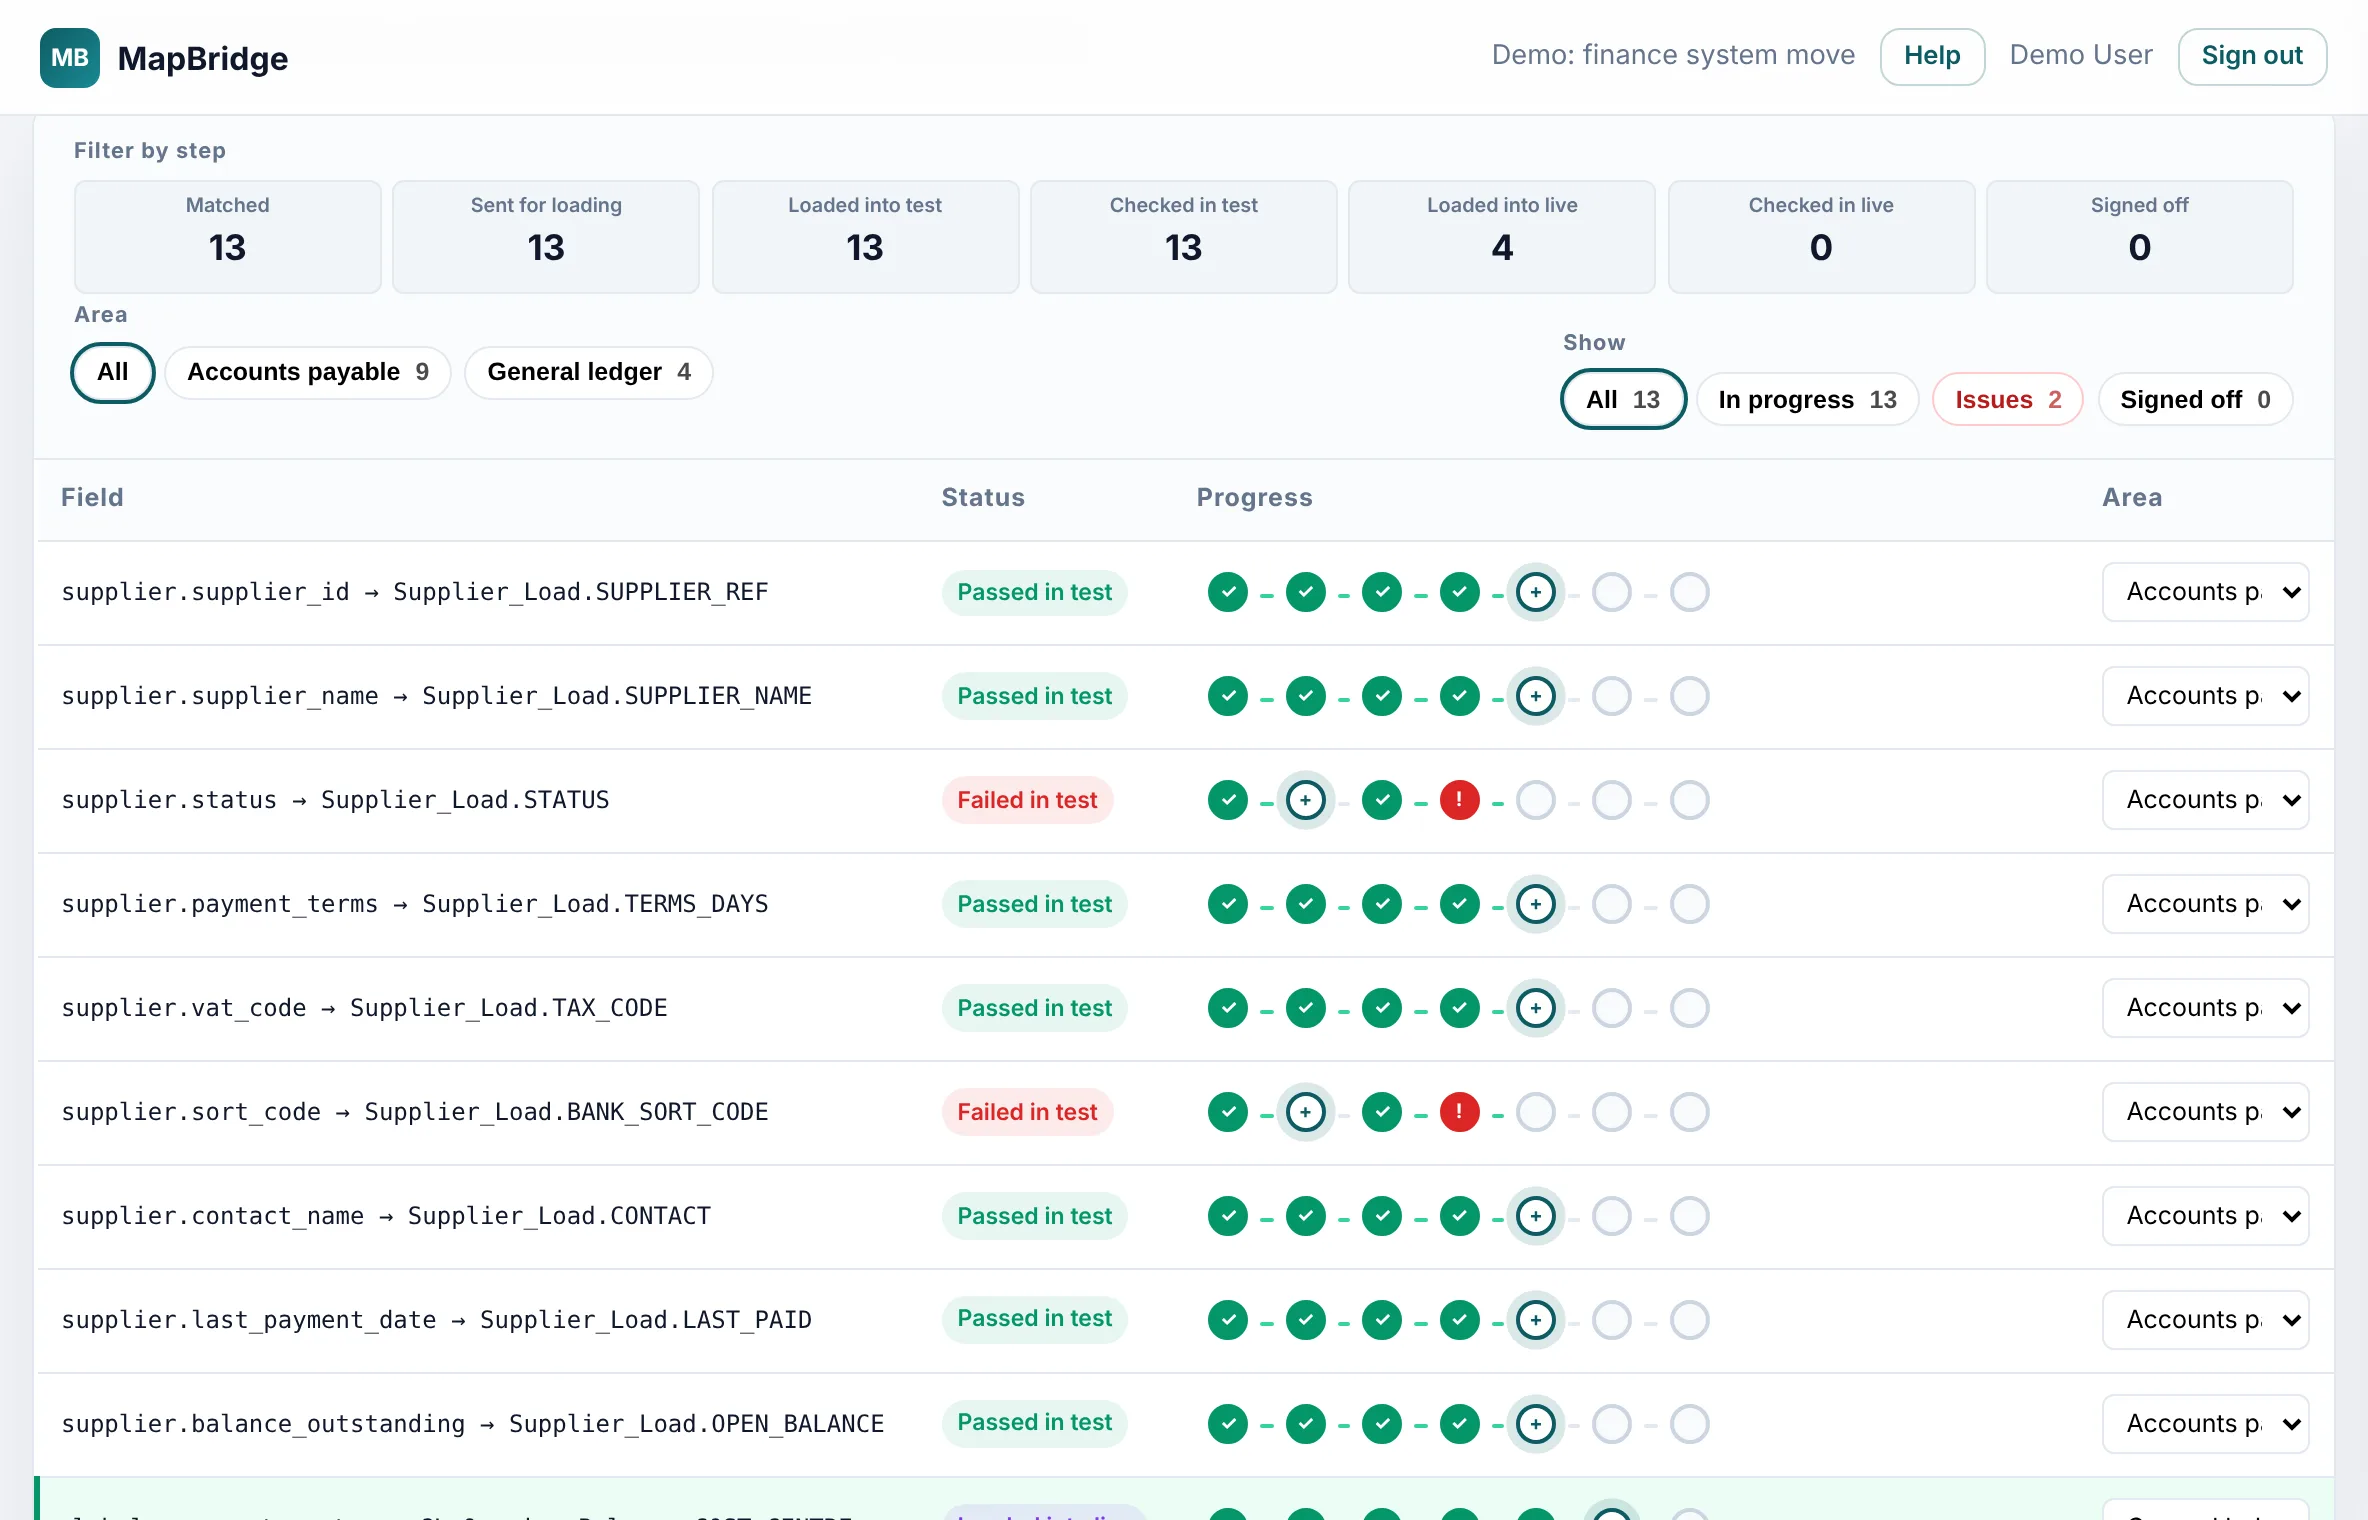 MB MapBridge Demo: finance system move Help Demo User Sign out
Filter by step
Matched Sent for loading Loaded into test Checked in test Loaded into live Checked in live Signed off
13 13 13 13 4 0 0
Area
Show
All Accounts payable 9 General ledger 4
All 13 In progress 13 Issues 2 Signed off 0
Field Status Progress Area
supplier.supplier_id → Supplier_Load.SUPPLIER_REF Passed in test Accounts
supplier.supplier_name → Supplier_Load.SUPPLIER_NAME Passed in test Accounts
supplier.status → Supplier_Load.STATUS Failed in test Accounts
supplier.payment_terms → Supplier_Load.TERMS_DAYS Passed in test Accounts
supplier.vat_code → Supplier_Load.TAX_CODE Passed in test Accounts
supplier.sort_code → Supplier_Load.BANK_SORT_CODE Failed in test Accounts
supplier.contact_name → Supplier_Load.CONTACT Passed in test Accounts
supplier.last_payment_date → Supplier_Load.LAST_PAID Passed in test Accounts
supplier.balance_outstanding → Supplier_Load.OPEN_BALANCE Passed in test Accounts